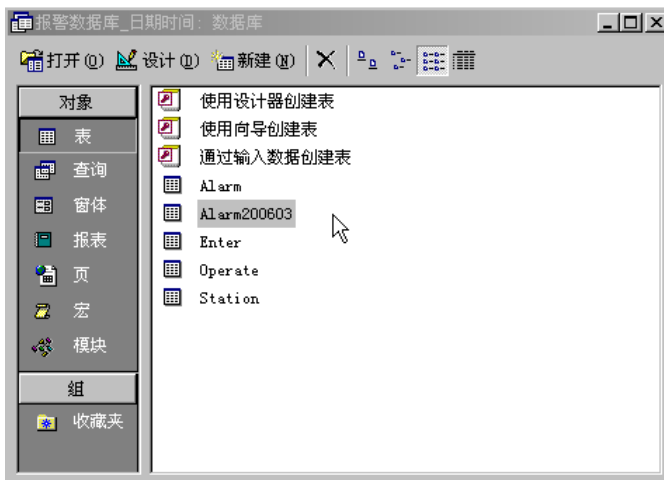 报警数据库_日期时间: 数据库
打开(O) 设计(D) 新建(N)
对象
表
查询
窗体
报表
页
宏
模块
组
收藏夹
使用设计器创建表
使用向导创建表
通过输入数据创建表
Alarm
Alarm200603
Enter
Operate
Station